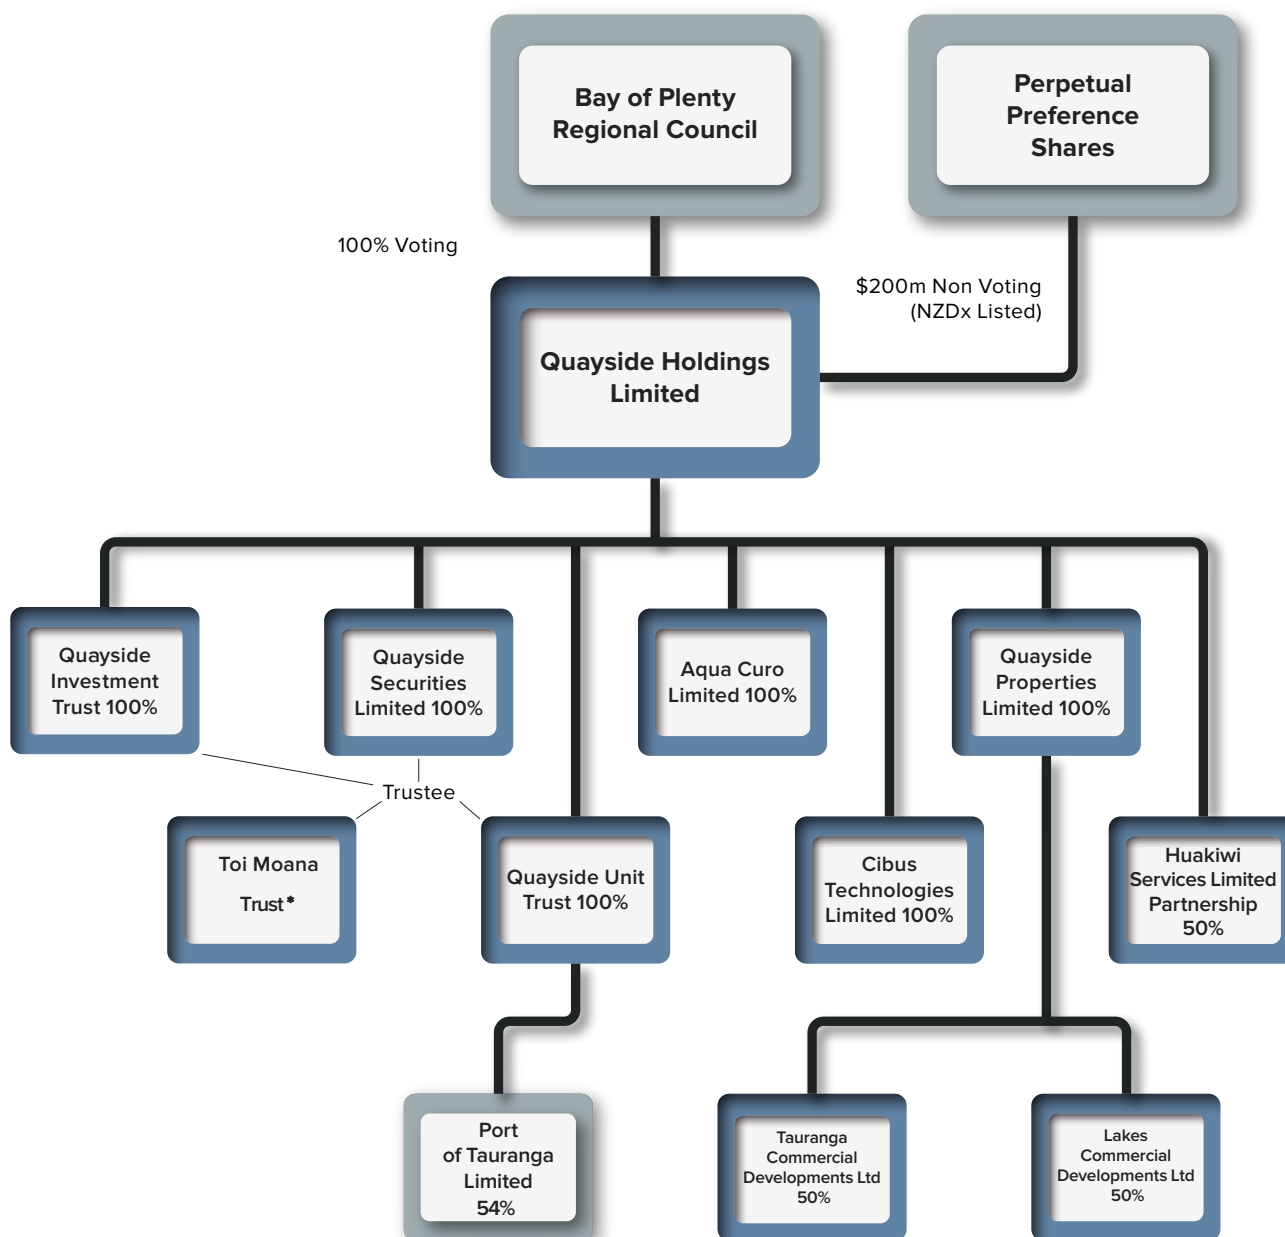 Bay of Plenty
Regional Council
Perpetual
Preference
Shares
100% Voting
$200m Non Voting
(NZDx Listed)
Quayside Holdings
Limited
Quayside
Investment
Trust 100%
Quayside
Securities
Limited 100%
Aqua Curo
Limited 100%
Quayside
Properties
Limited 100%
Trustee
Toi Moana
Trust*
Quayside Unit
Trust 100%
Cibus
Technologies
Limited 100%
Huakiwi
Services Limited
Partnership
50%
Port
of Tauranga
Limited
54%
Tauranga
Commercial
Developments Ltd
50%
Lakes
Commercial
Developments Ltd
50%